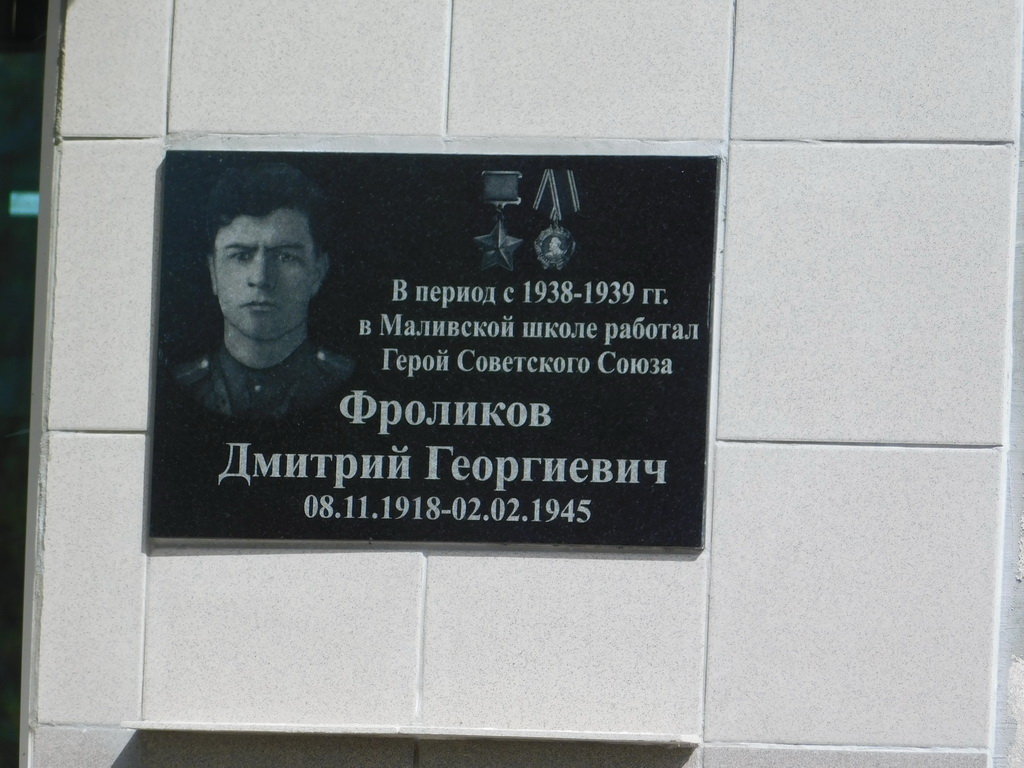 В период с 1938-1939 гг.
в Маливской школе работал
Герой Советского Союза
Фроликов
Дмитрий Георгиевич
08.11.1918-02.02.1945